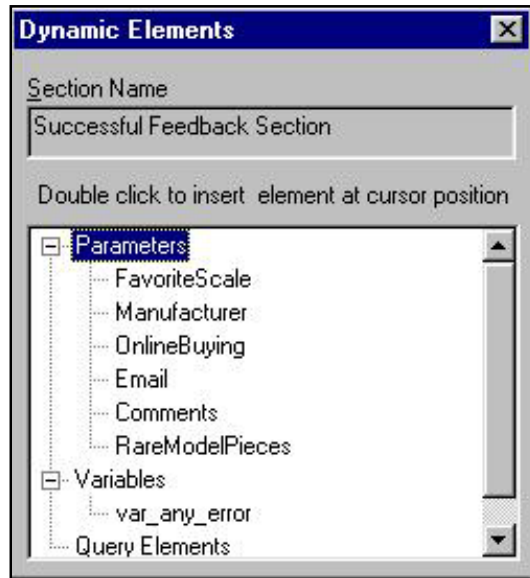 Dynamic Elements
Section Name
Successful Feedback Section
Double click to insert element at cursor position
Parameters
FavoriteScale
Manufacturer
OnlineBuying
Email
Comments
RareModelPieces
Variables
var_any_error
Query Elements